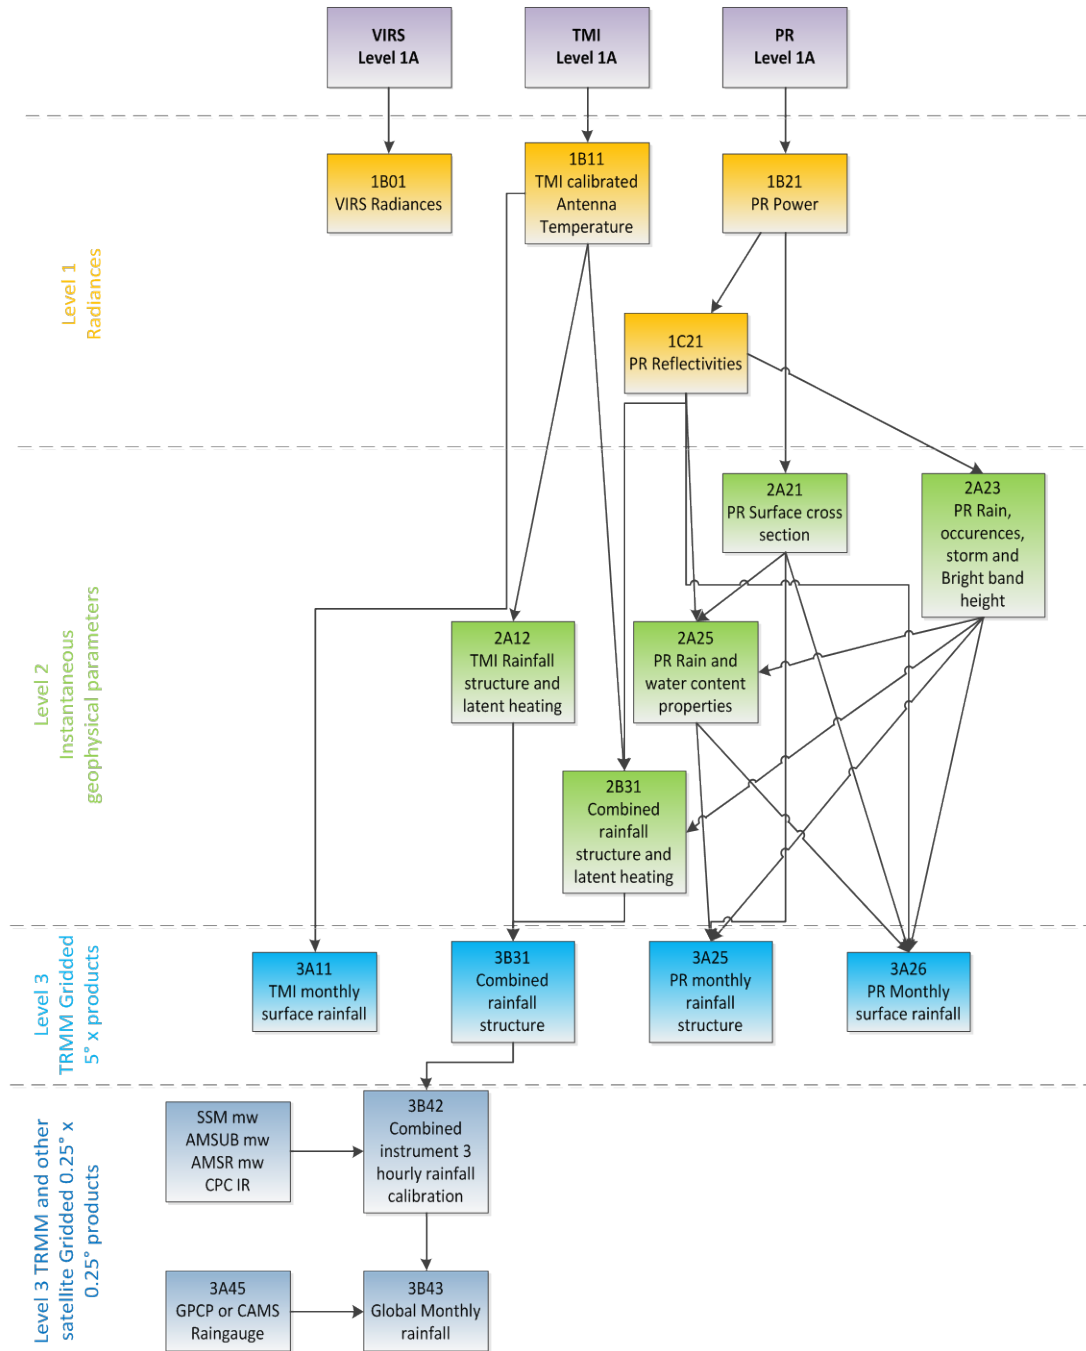 VIRS
Level 1A
TMI
Level 1A
PR
Level 1A
Level 1
Radiances
1B01
VIRS Radiances
1B11
TMI calibrated
Antenna
Temperature
1B21
PR Power
1C21
PR Reflectivities
Level 2
Instantaneous
geophysical parameters
2A21
PR Surface cross
section
2A23
PR Rain,
occurences,
storm and
Bright band
height
2A12
TMI Rainfall
structure and
latent heating
2A25
PR Rain and
water content
properties
2B31
Combined
rainfall
structure and
latent heating
Level 3
TRMM Gridded
5° x products
3A11
TMI monthly
surface rainfall
3B31
Combined
rainfall
structure
3A25
PR monthly
rainfall
structure
3A26
PR Monthly
surface rainfall
Level 3 TRMM and other
satellite Gridded 0.25° x
0.25° products
SSM mw
AMSUB mw
AMSR mw
CPC IR
3B42
Combined
instrument 3
hourly rainfall
calibration
3A45
GPCP or CAMS
Raingauge
3B43
Global Monthly
rainfall